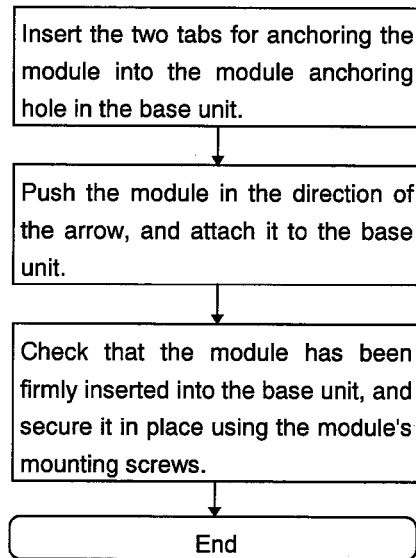 Insert the two tabs for anchoring the
module into the module anchoring
hole in the base unit.
Push the module in the direction of
the arrow, and attach it to the base
unit.
Check that the module has been
firmly inserted into the base unit, and
secure it in place using the module's
mounting screws.
End